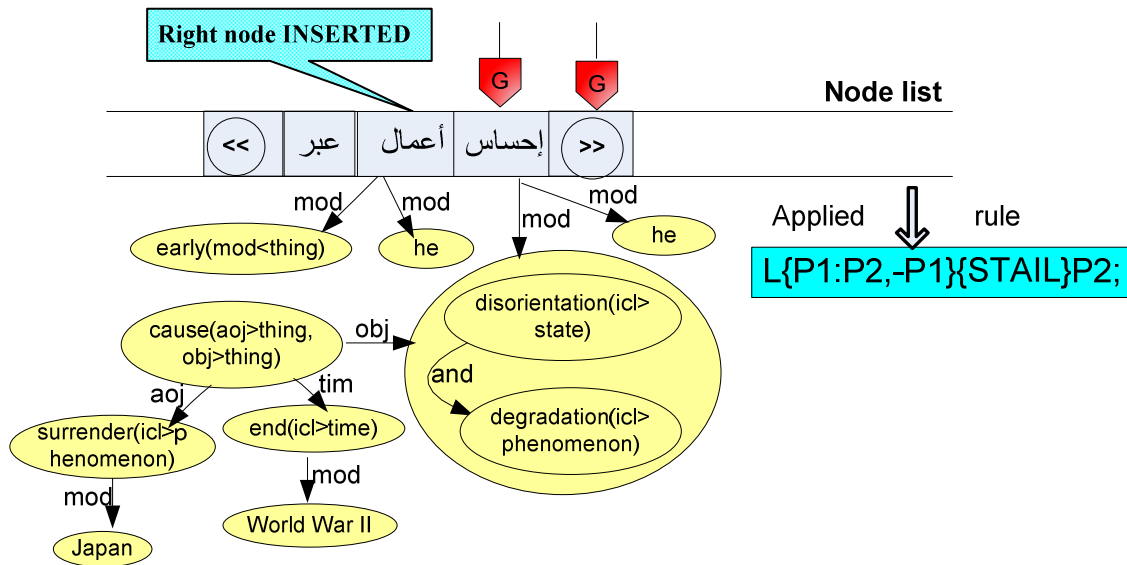 Right node INSERTED
G
G
Node list
<< عبر أعمال إحساس >>
mod
mod
mod
mod
early(mod<thing)
he
he
Applied
rule
L{P1:P2,-P1}{STAIL}P2;
disorientation(icl>
state)
cause(aoj>thing,
obj>thing)
obj
and
aoj
tim
degradation(icl>
phenomenon)
surrender(icl>p
henomenon)
end(icl>time)
mod
mod
World War II
Japan